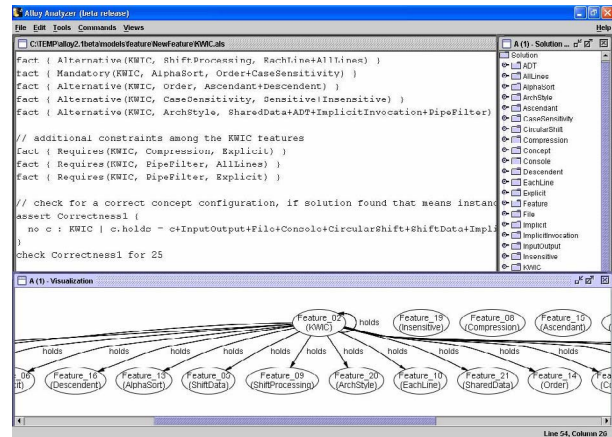 Alloy Analyzer (beta release)
File Edit Tools Commands Views Help
C:\TEMP\alloy2.1beta\models\feature\NewFeature\KWIC.als
fact { Alternative(KWIC, ShiftProcessing, EachLine+AllLines) }
fact { Mandatory(KWIC, AlphaSort, Order+CaseSensitivity) }
fact { Alternative(KWIC, Order, Ascendant+Descendent) }
fact { Alternative(KWIC, CaseSensitivity, Sensitive+Insensitive) }
fact { Alternative(KWIC, ArchStyle, SharedData+ADT+ImplicitInvocation+PipeFilter)
// additional constraints among the KWIC features
fact { Requires(KWIC, Compression, Explicit) }
fact { Requires(KWIC, PipeFilter, AllLines) }
fact { Requires(KWIC, PipeFilter, Explicit) }
// check for a correct concept configuration, if solution found that means instanc
assert Correctness1 {
no c : KWIC | c.holds = c+InputOutput+File+Console+CircularShift+ShiftData+Impli
}
check Correctness1 for 25
A (1) - Solution ...
Solution
ADT
AllLines
AlphaSort
ArchStyle
Ascendant
CaseSensitivity
CircularShift
Compression
Concept
Console
Descendent
EachLine
Explicit
Feature
File
Implicit
ImplicitInvocation
InputOutput
Insensitive
KWIC
A (1) - Visualization
Feature_02
(KWIC)
holds
Feature_19
(Insensitive)
Feature_08
(Compression)
(Ascendant)
holds holds holds holds holds holds holds holds holds
Feature_16
(Descendent)
Feature_13
(AlphaSort)
(ShiftData)
Feature_09
(ShiftProcessing)
Feature_20
(ArchStyle)
Feature_10
(EachLine)
Feature_21
(SharedData)
Feature_14
(Order)
Line 54, Column 26